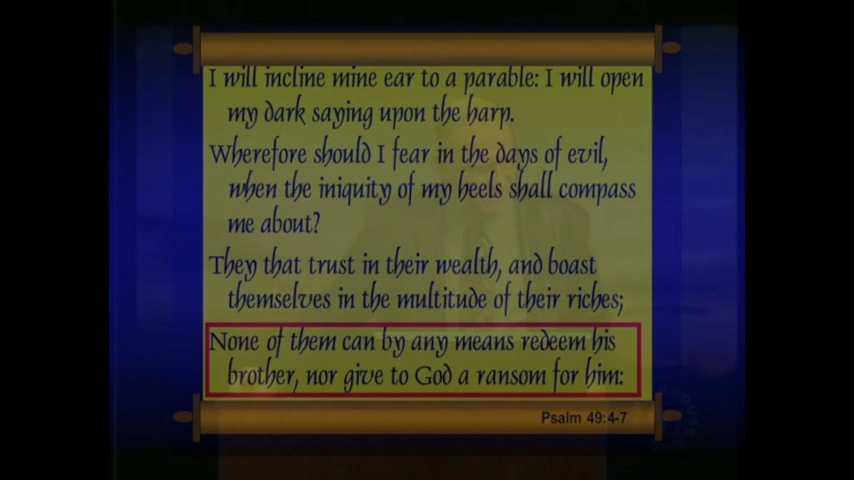 I will incline mine ear to a parable: I will open
my dark saying upon the harp.
Wherefore should I fear in the days of evil,
when the iniquity of my heels shall compass
me about?
They that trust in their wealth, and boast
themselves in the multitude of their riches;
None of them can by any means redeem his
brother, nor give to God a ransom for him:
Psalm 49:4-7